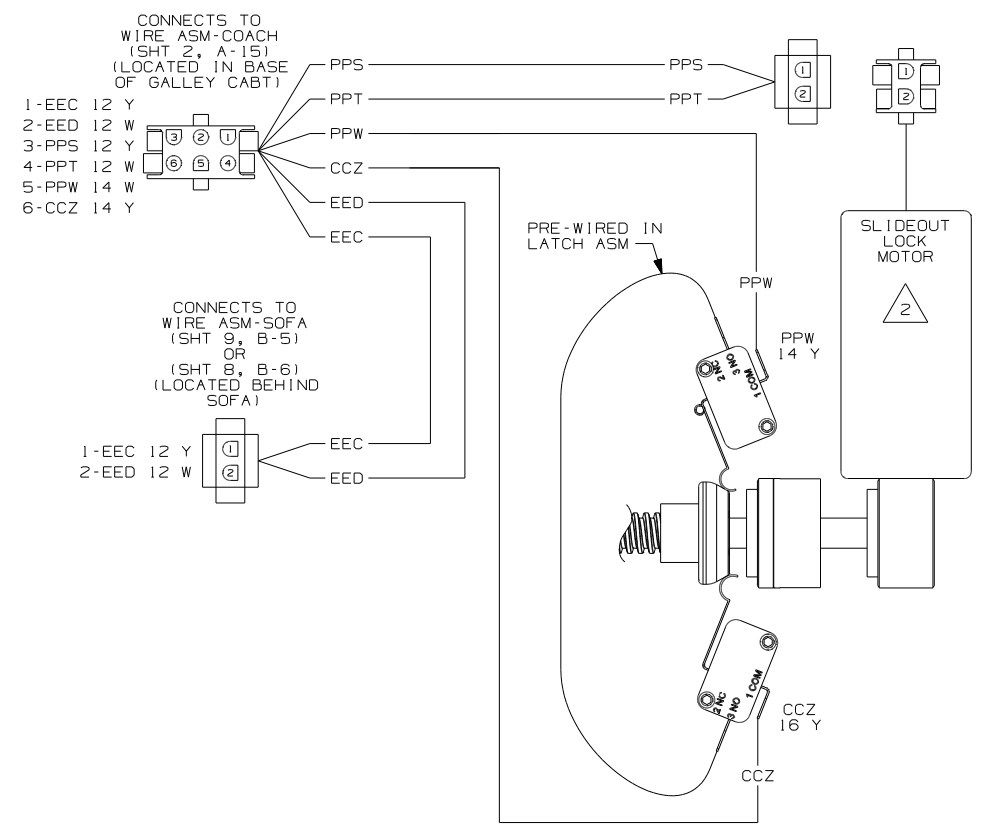 CONNECTS TO
WIRE ASM-COACH
(SHT 2, A-15)
(LOCATED IN BASE
OF GALLEY CABT)
1-EEC 12 Y
2-EED 12 W
3-PPS 12 Y
4-PPT 12 W
5-PPW 14 W
6-CCZ 14 Y
3 2 1
6 5 4
PPS
PPT
PPW
CCZ
EED
EEC
PPS
PPT
1
2
1
2
SLIDEOUT
LOCK
MOTOR
2
PRE-WIRED IN
LATCH ASM
PPW
PPW
14 Y
2 NC
3 NO
1 COM
CONNECTS TO
WIRE ASM-SOFA
(SHT 9, B-5)
OR
(SHT 8, B-6)
(LOCATED BEHIND
SOFA)
1-EEC 12 Y
2-EED 12 W
1
2
EEC
EED
2 NC
3 NO
1 COM
CCZ
16 Y
CCZ